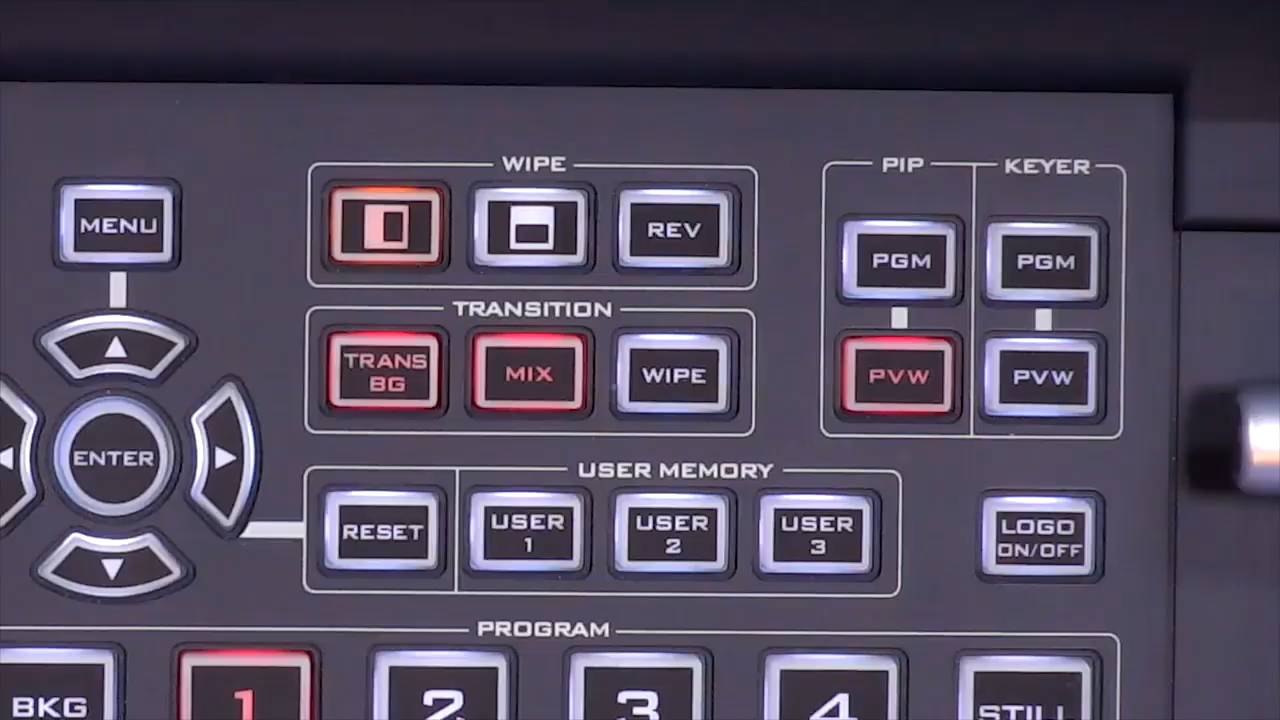 WIPE
PIP
KEYER
MENU
REV
PGM
PGM
TRANSITION
TRANS
BG
MIX
WIPE
PVW
PVW
ENTER
USER MEMORY
RESET
USER
1
USER
2
USER
3
LOGO
ON/OFF
PROGRAM
BKG
1
2
3
4
STILL